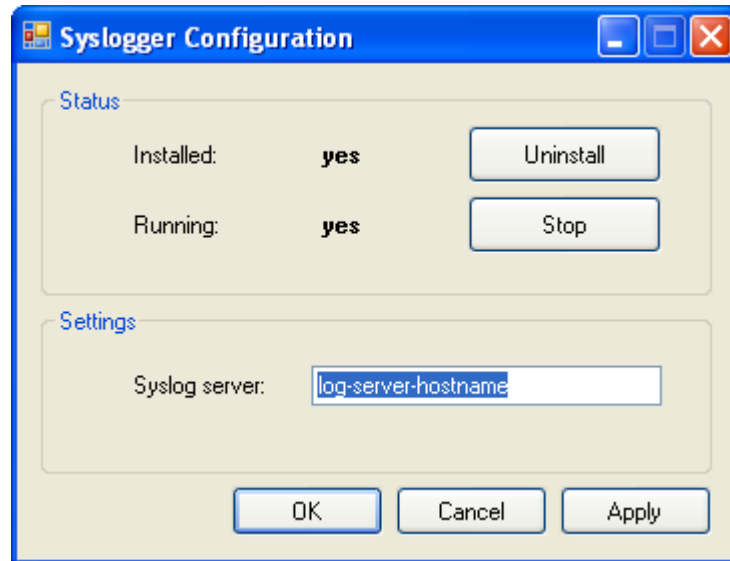 Syslogger Configuration
Status
Installed: yes Uninstall
Running: yes Stop
Settings
Syslog server: log-server-hostname
OK Cancel Apply